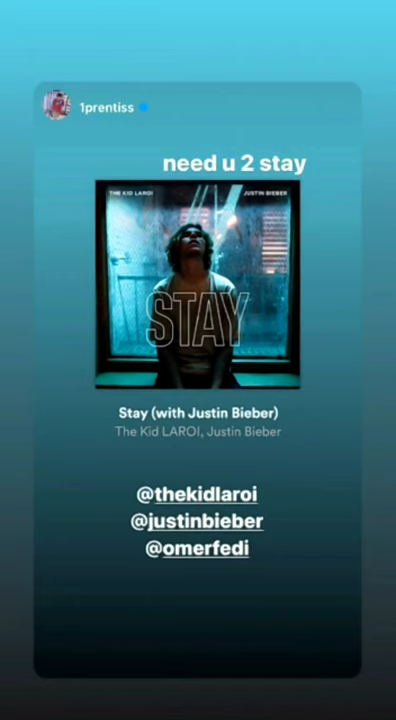 1prentiss
need u 2 stay
THE KID LAROI
JUSTIN BIEBER
STAY
Stay (with Justin Bieber)
The Kid LAROI, Justin Bieber
@thekidlaroi
@justinbieber
@omerfedi